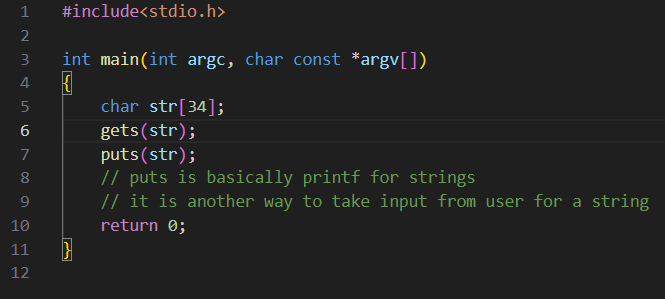 1 #include<stdio.h>
2
3 int main(int argc, char const *argv[])
4 {
5     char str[34];
6     gets(str);
7     puts(str);
8     // puts is basically printf for strings
9     // it is another way to take input from user for a string
10     return 0;
11 }
12